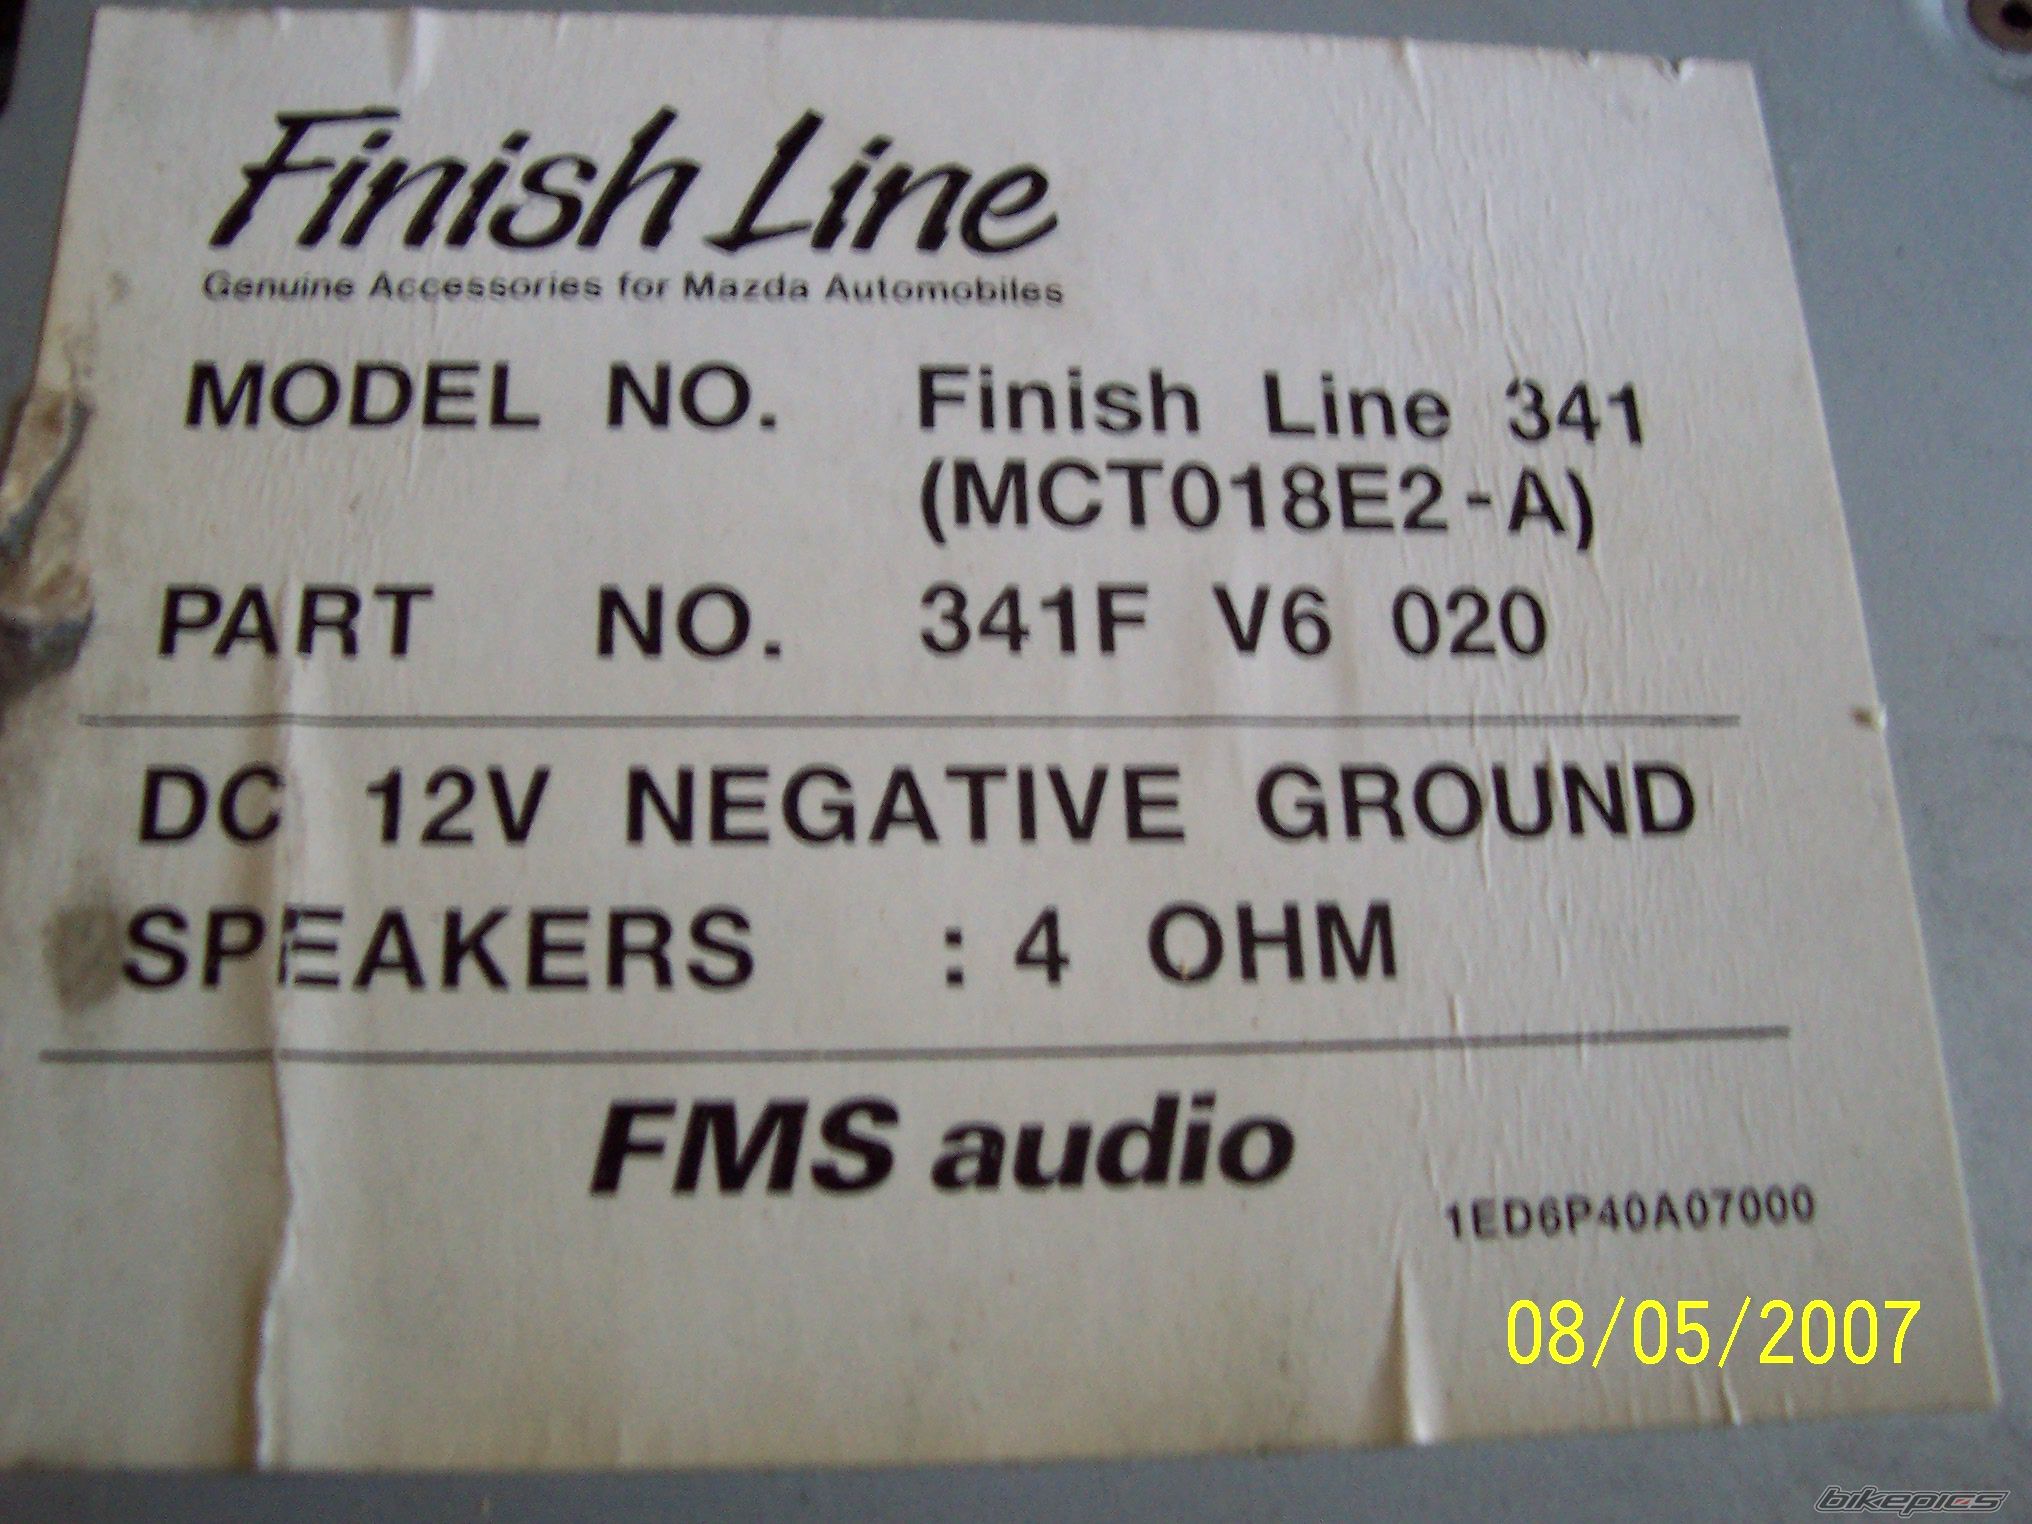 Finish Line
Genuine Accessories for Mazda Automobiles
MODEL NO. Finish Line 341
(MCT018E2-A)
PART NO. 341F V6 020
DC 12V NEGATIVE GROUND
SPEAKERS : 4 OHM
FMS audio
1ED6P40A07000
08/05/2007
bikepics